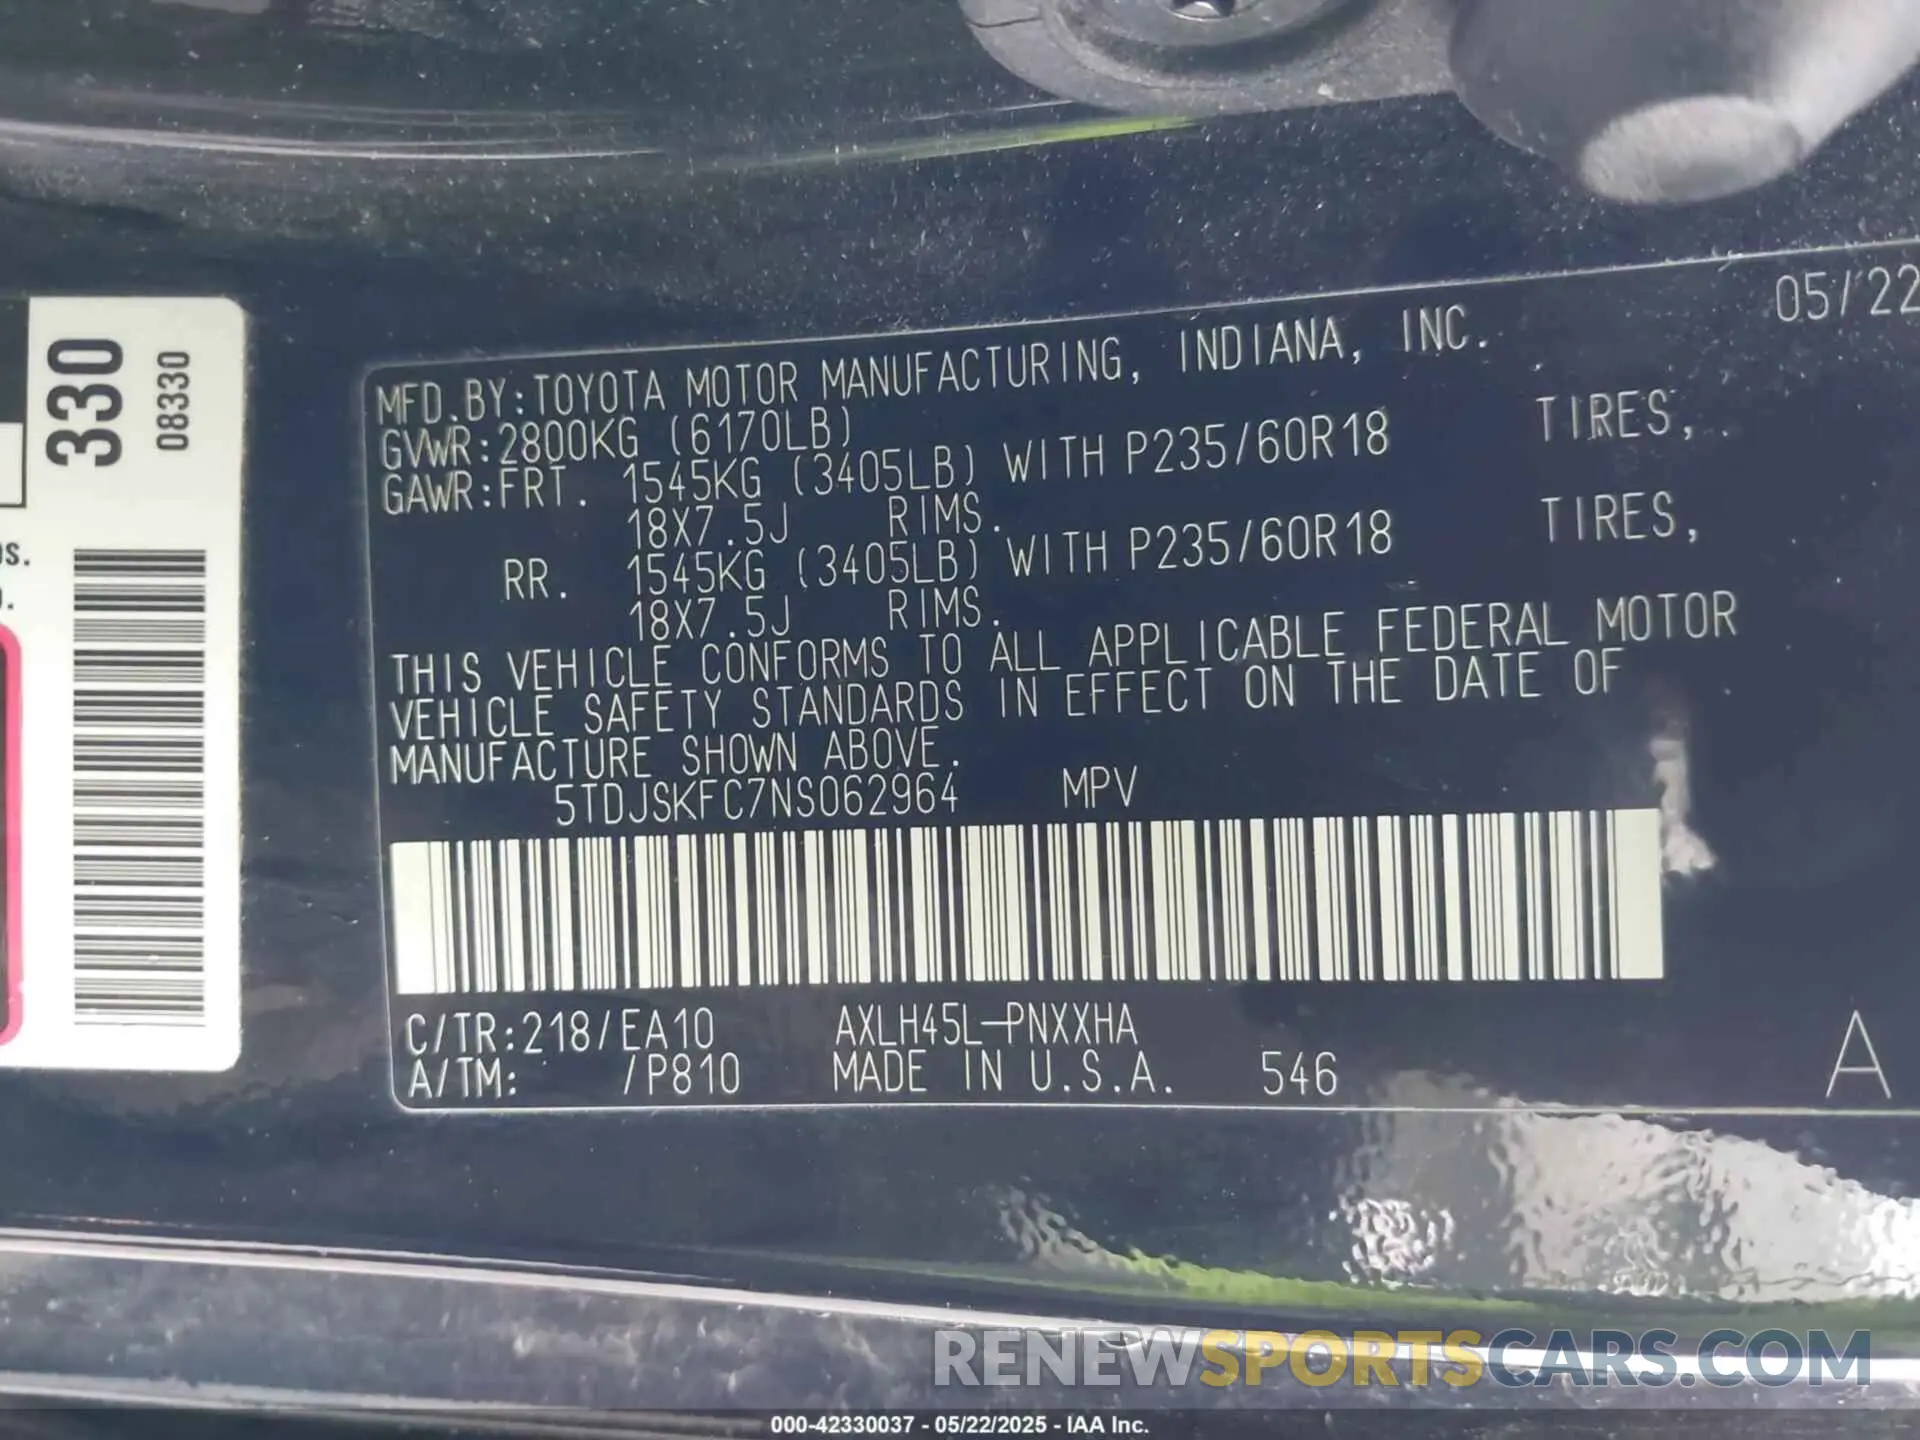 330
08330
os.
05/22
MFD.BY:TOYOTA MOTOR MANUFACTURING, INDIANA, INC.
GVWR:2800KG (6170LB)
GAWR:FRT. 1545KG (3405LB) WITH P235/60R18 TIRES,
18X7.5J RIMS.
RR. 1545KG (3405LB) WITH P235/60R18 TIRES,
18X7.5J RIMS.
THIS VEHICLE CONFORMS TO ALL APPLICABLE FEDERAL MOTOR
VEHICLE SAFETY STANDARDS IN EFFECT ON THE DATE OF
MANUFACTURE SHOWN ABOVE.
5TDJSKFC7NS062964 MPV
C/TR:218/EA10 AXLH45L-PNXXHA
A/TM: /P810 MADE IN U.S.A. 546
A
RENEWSPORTSCARS.COM
000-42330037 - 05/22/2025 - IAA Inc.